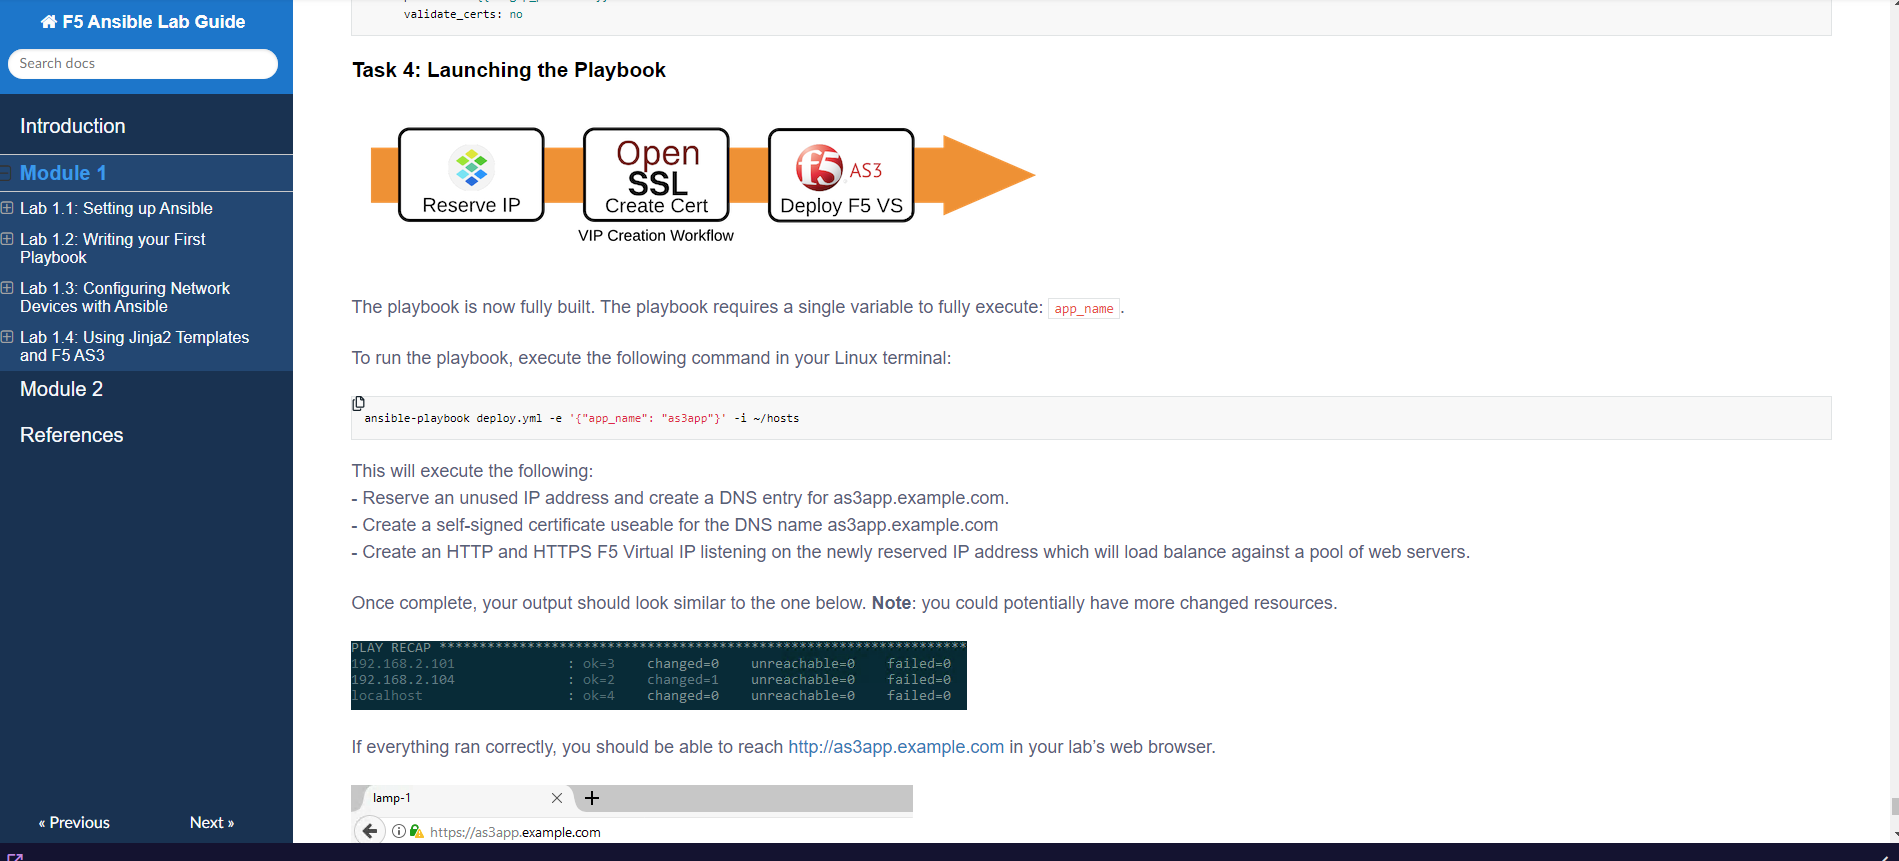 F5 Ansible Lab Guide
Search docs
Introduction
Module 1
Lab 1.1: Setting up Ansible
Lab 1.2: Writing your First
Playbook
Lab 1.3: Configuring Network
Devices with Ansible
Lab 1.4: Using Jinja2 Templates
and F5 AS3
Module 2
References
« Previous
Next »
validate_certs: no
Task 4: Launching the Playbook
Reserve IP
Open
SSL
Create Cert
f5 AS3
Deploy F5 VS
VIP Creation Workflow
The playbook is now fully built. The playbook requires a single variable to fully execute: app_name.
To run the playbook, execute the following command in your Linux terminal:
ansible-playbook deploy.yml -e '{"app_name": "as3app"}' -i ~/hosts
This will execute the following:
- Reserve an unused IP address and create a DNS entry for as3app.example.com.
- Create a self-signed certificate useable for the DNS name as3app.example.com
- Create an HTTP and HTTPS F5 Virtual IP listening on the newly reserved IP address which will load balance against a pool of web servers.
Once complete, your output should look similar to the one below. Note: you could potentially have more changed resources.
PLAY RECAP ******************************************************************
192.168.2.101 : ok=3 changed=0 unreachable=0 failed=0
192.168.2.104 : ok=2 changed=1 unreachable=0 failed=0
localhost : ok=4 changed=0 unreachable=0 failed=0
If everything ran correctly, you should be able to reach http://as3app.example.com in your lab's web browser.
lamp-1
https://as3app.example.com